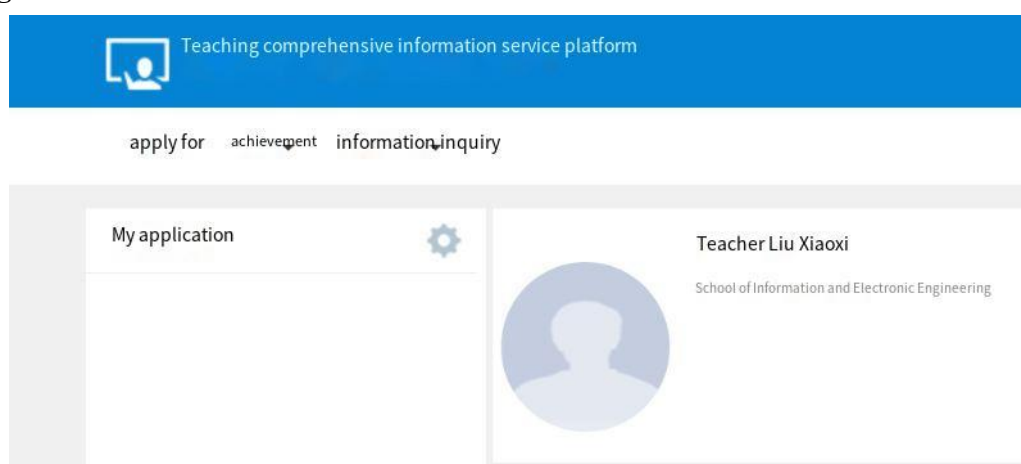 Teaching comprehensive information service platform
apply for achievement information inquiry
My application
Teacher Liu Xiaoxi
School of Information and Electronic Engineering